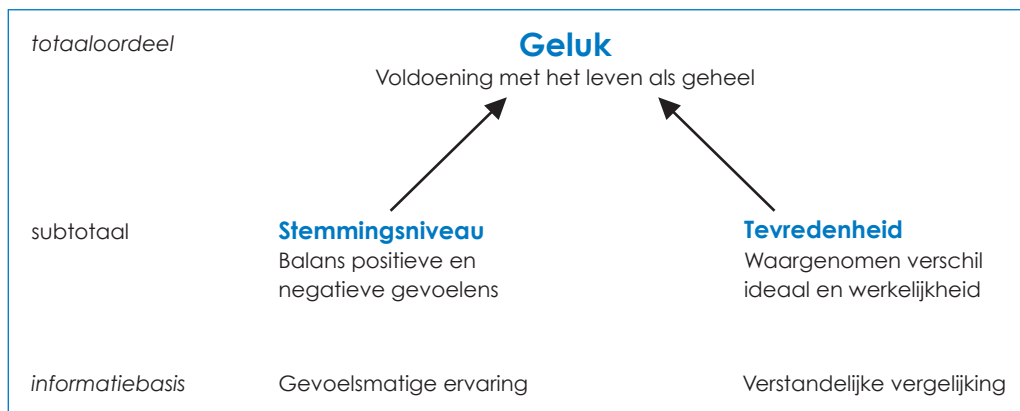 totaaloordeel
Geluk
Voldoening met het leven als geheel
subtotaal
Stemmingsniveau
Balans positieve en
negatieve gevoelens
Tevredenheid
Waargenomen verschil
ideaal en werkelijkheid
informatiebasis
Gevoelsmatige ervaring
Verstandelijke vergelijking